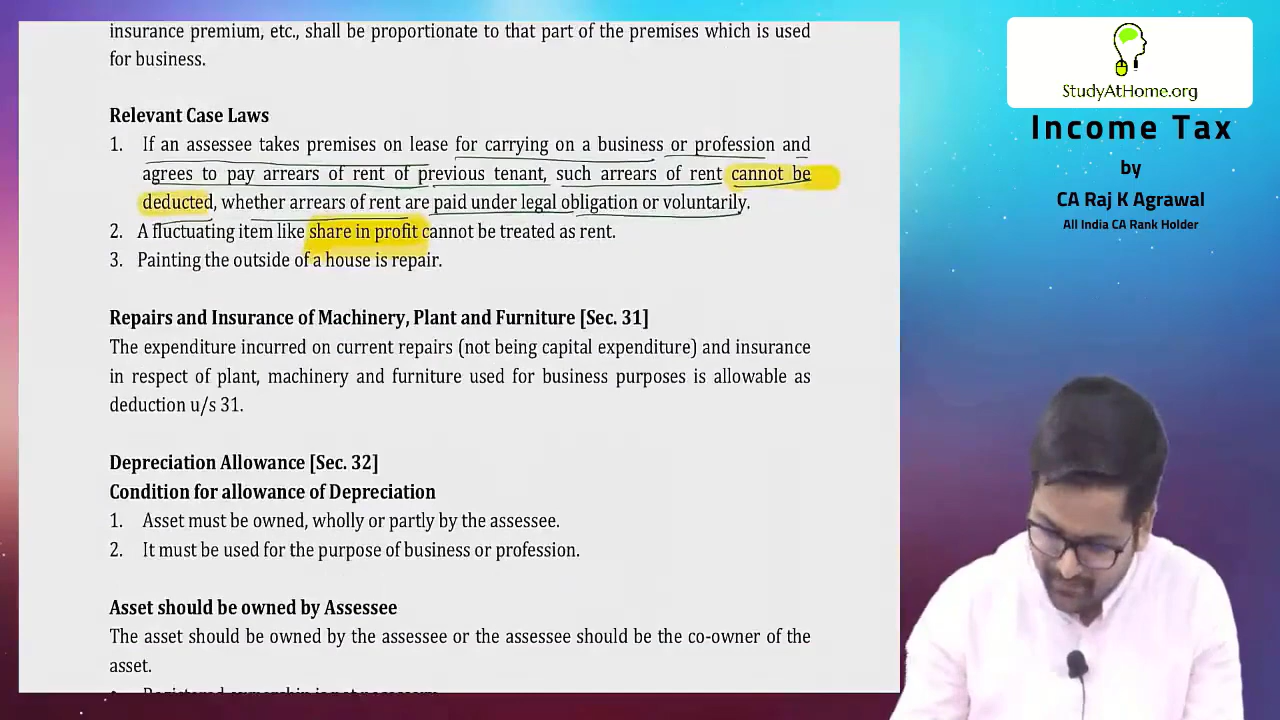 insurance premium, etc., shall be proportionate to that part of the premises which is used
for business.
Relevant Case Laws
1. If an assessee takes premises on lease for carrying on a business or profession and
agrees to pay arrears of rent of previous tenant, such arrears of rent cannot be
deducted, whether arrears of rent are paid under legal obligation or voluntarily.
2. A fluctuating item like share in profit cannot be treated as rent.
3. Painting the outside of a house is repair.
Repairs and Insurance of Machinery, Plant and Furniture [Sec. 31]
The expenditure incurred on current repairs (not being capital expenditure) and insurance
in respect of plant, machinery and furniture used for business purposes is allowable as
deduction u/s 31.
Depreciation Allowance [Sec. 32]
Condition for allowance of Depreciation
1. Asset must be owned, wholly or partly by the assessee.
2. It must be used for the purpose of business or profession.
Asset should be owned by Assessee
The asset should be owned by the assessee or the assessee should be the co-owner of the
asset.
StudyAtHome.org
Income Tax
by
CA Raj K Agrawal
All India CA Rank Holder